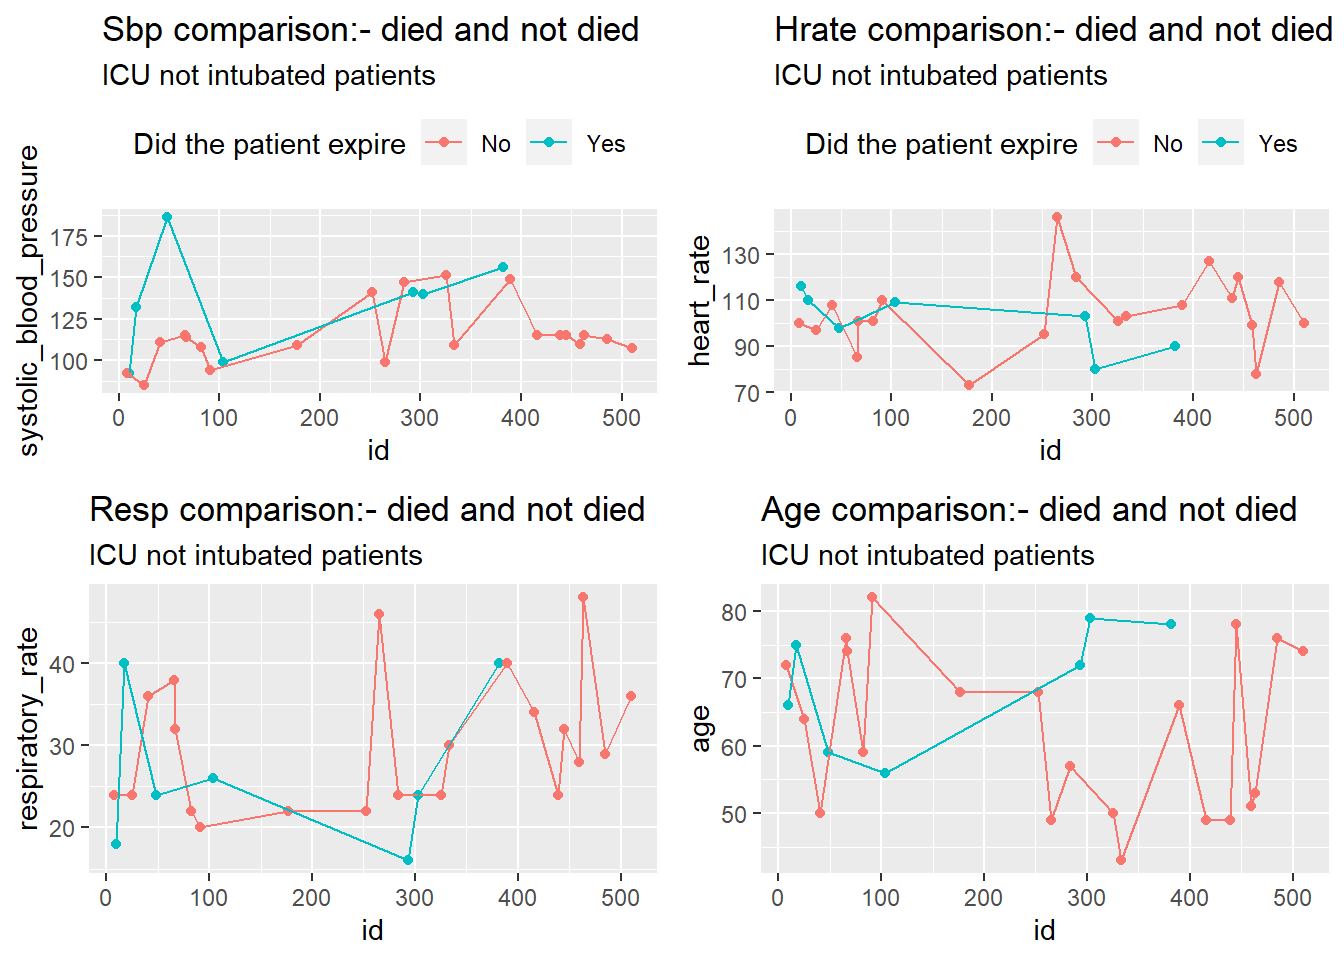 Sbp comparison:- died and not died
ICU not intubated patients
Did the patient expire No Yes
systolic_blood_pressure
175
150
125
100
0 100 200 300 400 500
id
Hrate comparison:- died and not died
ICU not intubated patients
Did the patient expire No Yes
heart_rate
130
110
90
70
0 100 200 300 400 500
id
Resp comparison:- died and not died
ICU not intubated patients
respiratory_rate
40
30
20
0 100 200 300 400 500
id
Age comparison:- died and not died
ICU not intubated patients
age
80
70
60
50
0 100 200 300 400 500
id